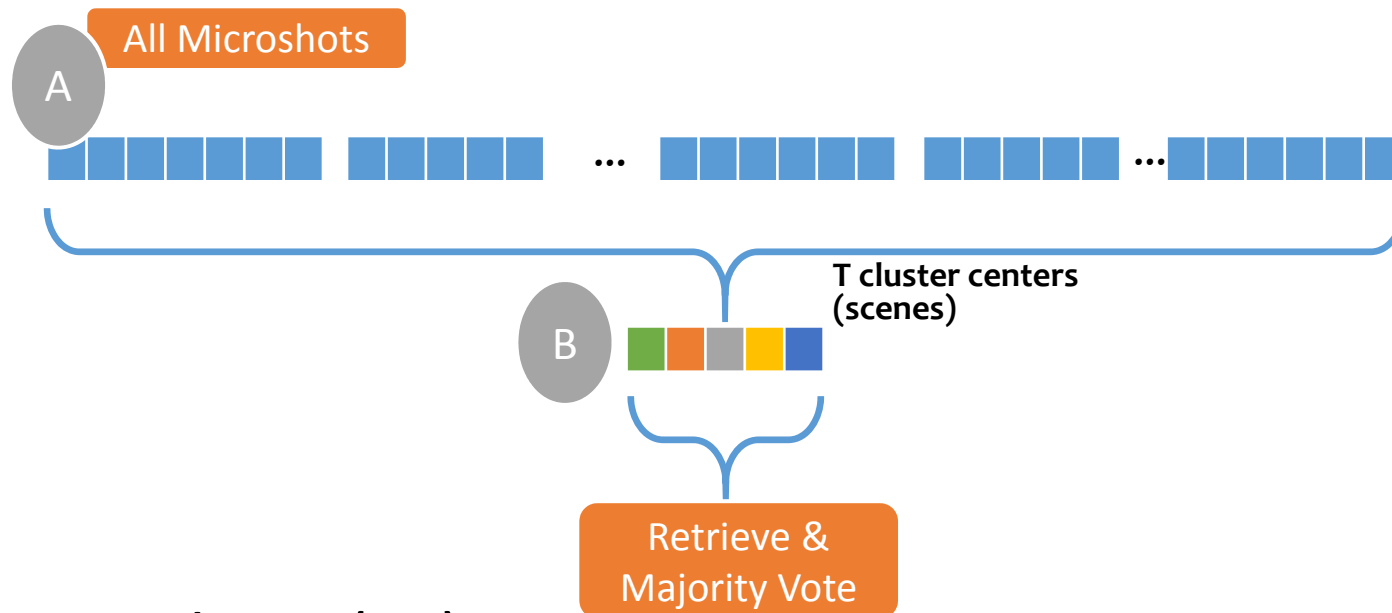 All Microshots
A
...
...
T cluster centers
(scenes)
B
Retrieve &
Majority Vote